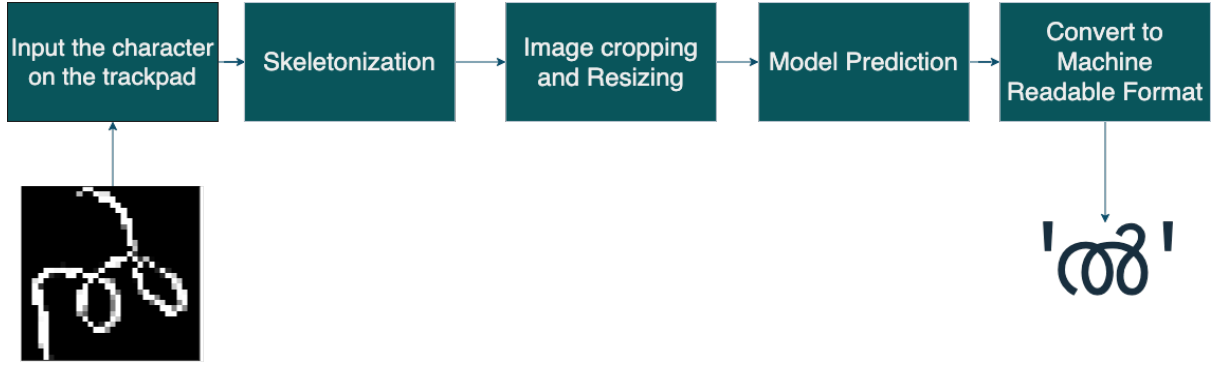 Input the character
on the trackpad
Skeletonization
Image cropping
and Resizing
Model Prediction
Convert to
Machine
Readable Format
'ൽ'